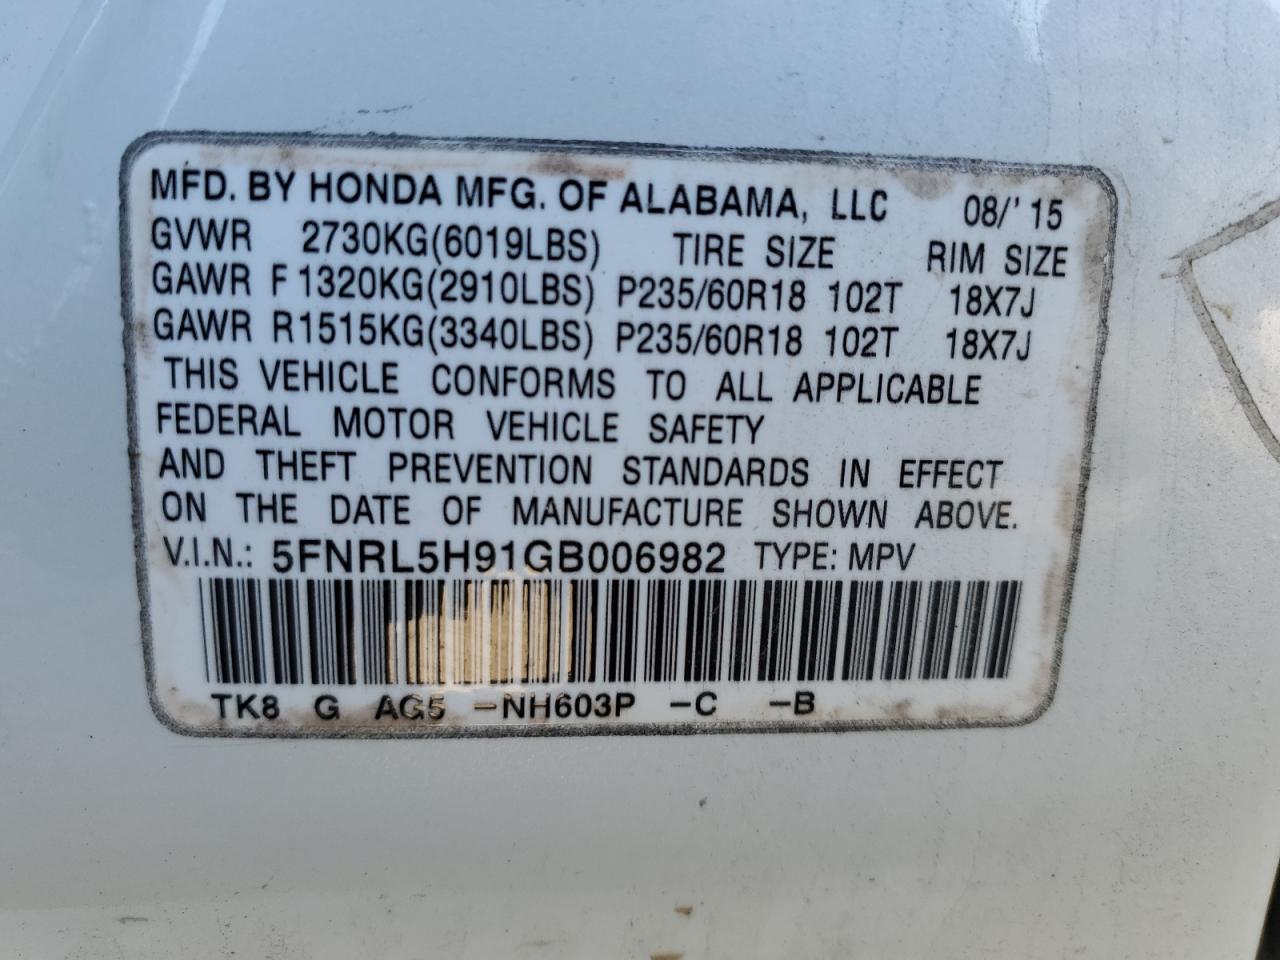 MFD. BY HONDA MFG. OF ALABAMA, LLC 08/'15
GVWR 2730KG(6019LBS) TIRE SIZE RIM SIZE
GAWR F 1320KG(2910LBS) P235/60R18 102T 18X7J
GAWR R1515KG(3340LBS) P235/60R18 102T 18X7J
THIS VEHICLE CONFORMS TO ALL APPLICABLE
FEDERAL MOTOR VEHICLE SAFETY
AND THEFT PREVENTION STANDARDS IN EFFECT
ON THE DATE OF MANUFACTURE SHOWN ABOVE.
V.I.N.: 5FNRL5H91GB006982 TYPE: MPV
TK8 G AG5 -NH603P -C -B